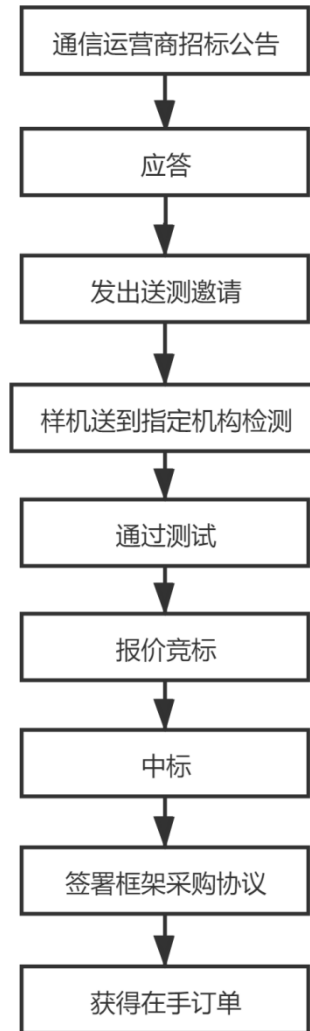 通信运营商招标公告
应答
发出送测邀请
样机送到指定机构检测
通过测试
报价竞标
中标
签署框架采购协议
获得在手订单